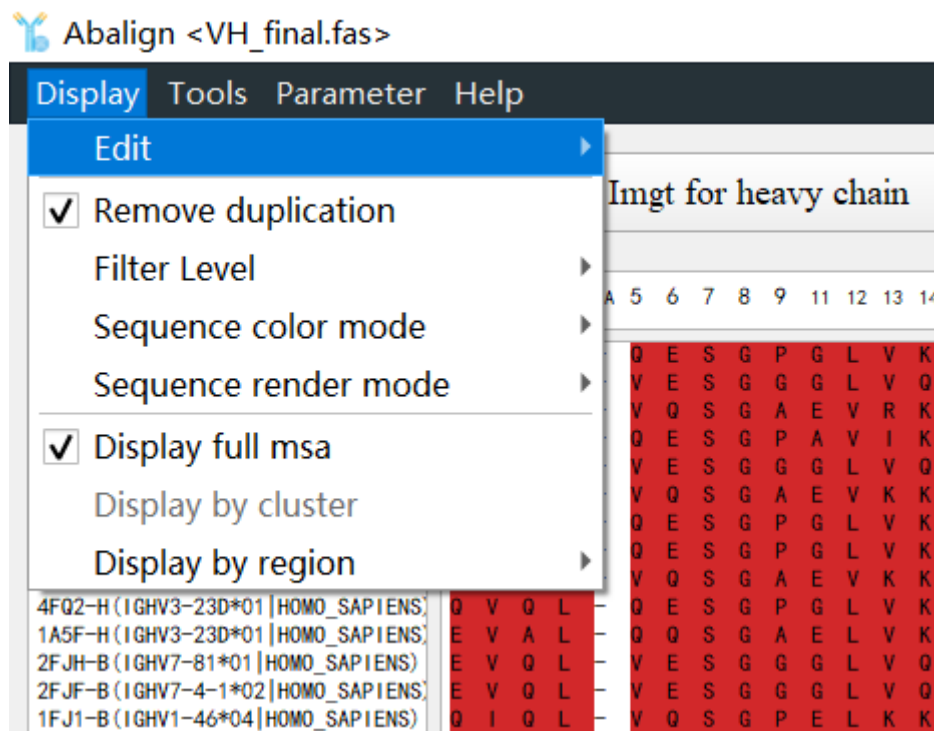 Abalign <VH_final.fas>
Display Tools Parameter Help
Edit
Imgt for heavy chain
Remove duplication
Filter Level
A 5 6 7 8 9 11 12 13 14
Sequence color mode
Q E S G P G L V K
V E S G G G L V Q
Sequence render mode
V Q S G A E V R K
Q E S G P A V I K
Display full msa
V E S G G G L V Q
V Q S G A E V K K
Display by cluster
Q E S G P G L V K
Q E S G P G L V K
Display by region
V Q S G A E V K K
4FQ2-H(IGHV3-23D*01|HOMO_SAPIENS) Q V Q L - Q E S G P G L V K
1A5F-H(IGHV3-23D*01|HOMO_SAPIENS) E V A L - Q Q S G A E L V K
2FJH-B(IGHV7-81*01|HOMO_SAPIENS) E V Q L - V E S G G G L V Q
2FJF-B(IGHV7-4-1*02|HOMO_SAPIENS) E V Q L - V E S G G G L V Q
1FJ1-B(IGHV1-46*04|HOMO_SAPIENS) Q I Q L - V Q S G P E L K K